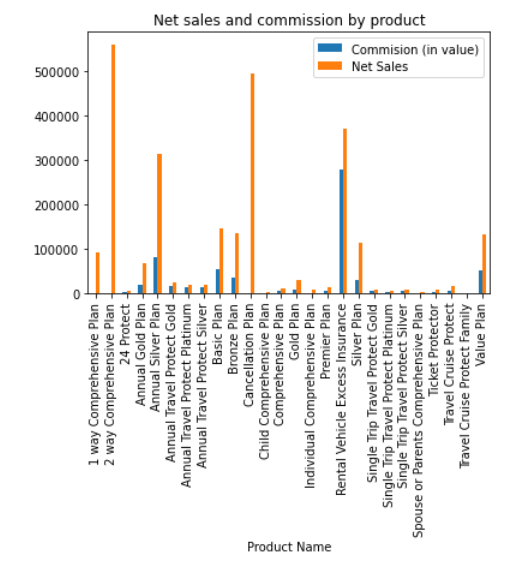 Net sales and commission by product
Commision (in value)
Net Sales
500000
400000
300000
200000
100000
0
1 way Comprehensive Plan
2 way Comprehensive Plan
24 Protect
Annual Gold Plan
Annual Silver Plan
Annual Travel Protect Gold
Annual Travel Protect Platinum
Annual Travel Protect Silver
Basic Plan
Bronze Plan
Cancellation Plan
Child Comprehensive Plan
Comprehensive Plan
Gold Plan
Individual Comprehensive Plan
Premier Plan
Rental Vehicle Excess Insurance
Silver Plan
Single Trip Travel Protect Gold
Single Trip Travel Protect Platinum
Single Trip Travel Protect Silver
Spouse or Parents Comprehensive Plan
Ticket Protector
Travel Cruise Protect
Travel Cruise Protect Family
Value Plan
Product Name